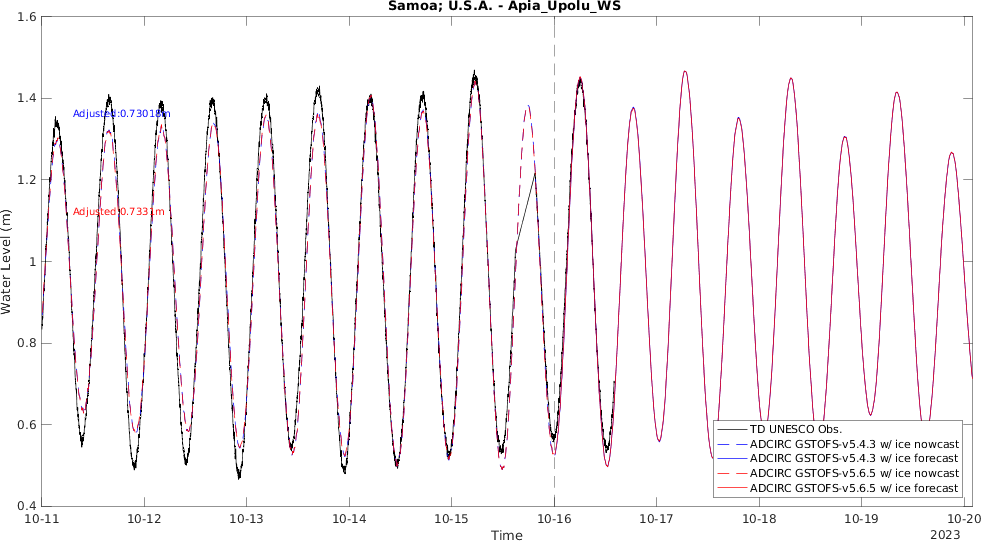 Samoa; U.S.A. - Apia_Upolu_WS
1.6
1.4
1.2
1
0.8
0.6
0.4
Water Level (m)
Adjusted:0.73018m
Adjusted:0.7331m
TD UNESCO Obs.
ADCIRC GSTOFS-v5.4.3 w/ ice nowcast
ADCIRC GSTOFS-v5.4.3 w/ ice forecast
ADCIRC GSTOFS-v5.6.5 w/ ice nowcast
ADCIRC GSTOFS-v5.6.5 w/ ice forecast
10-11 10-12 10-13 10-14 10-15 10-16 10-17 10-18 10-19 10-20
Time
2023